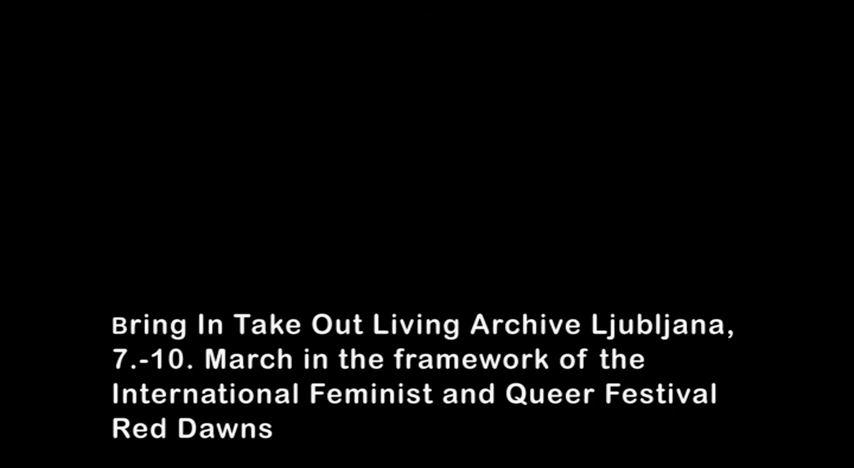 Bring In Take Out Living Archive Ljubljana,
7.-10. March in the framework of the
International Feminist and Queer Festival
Red Dawns